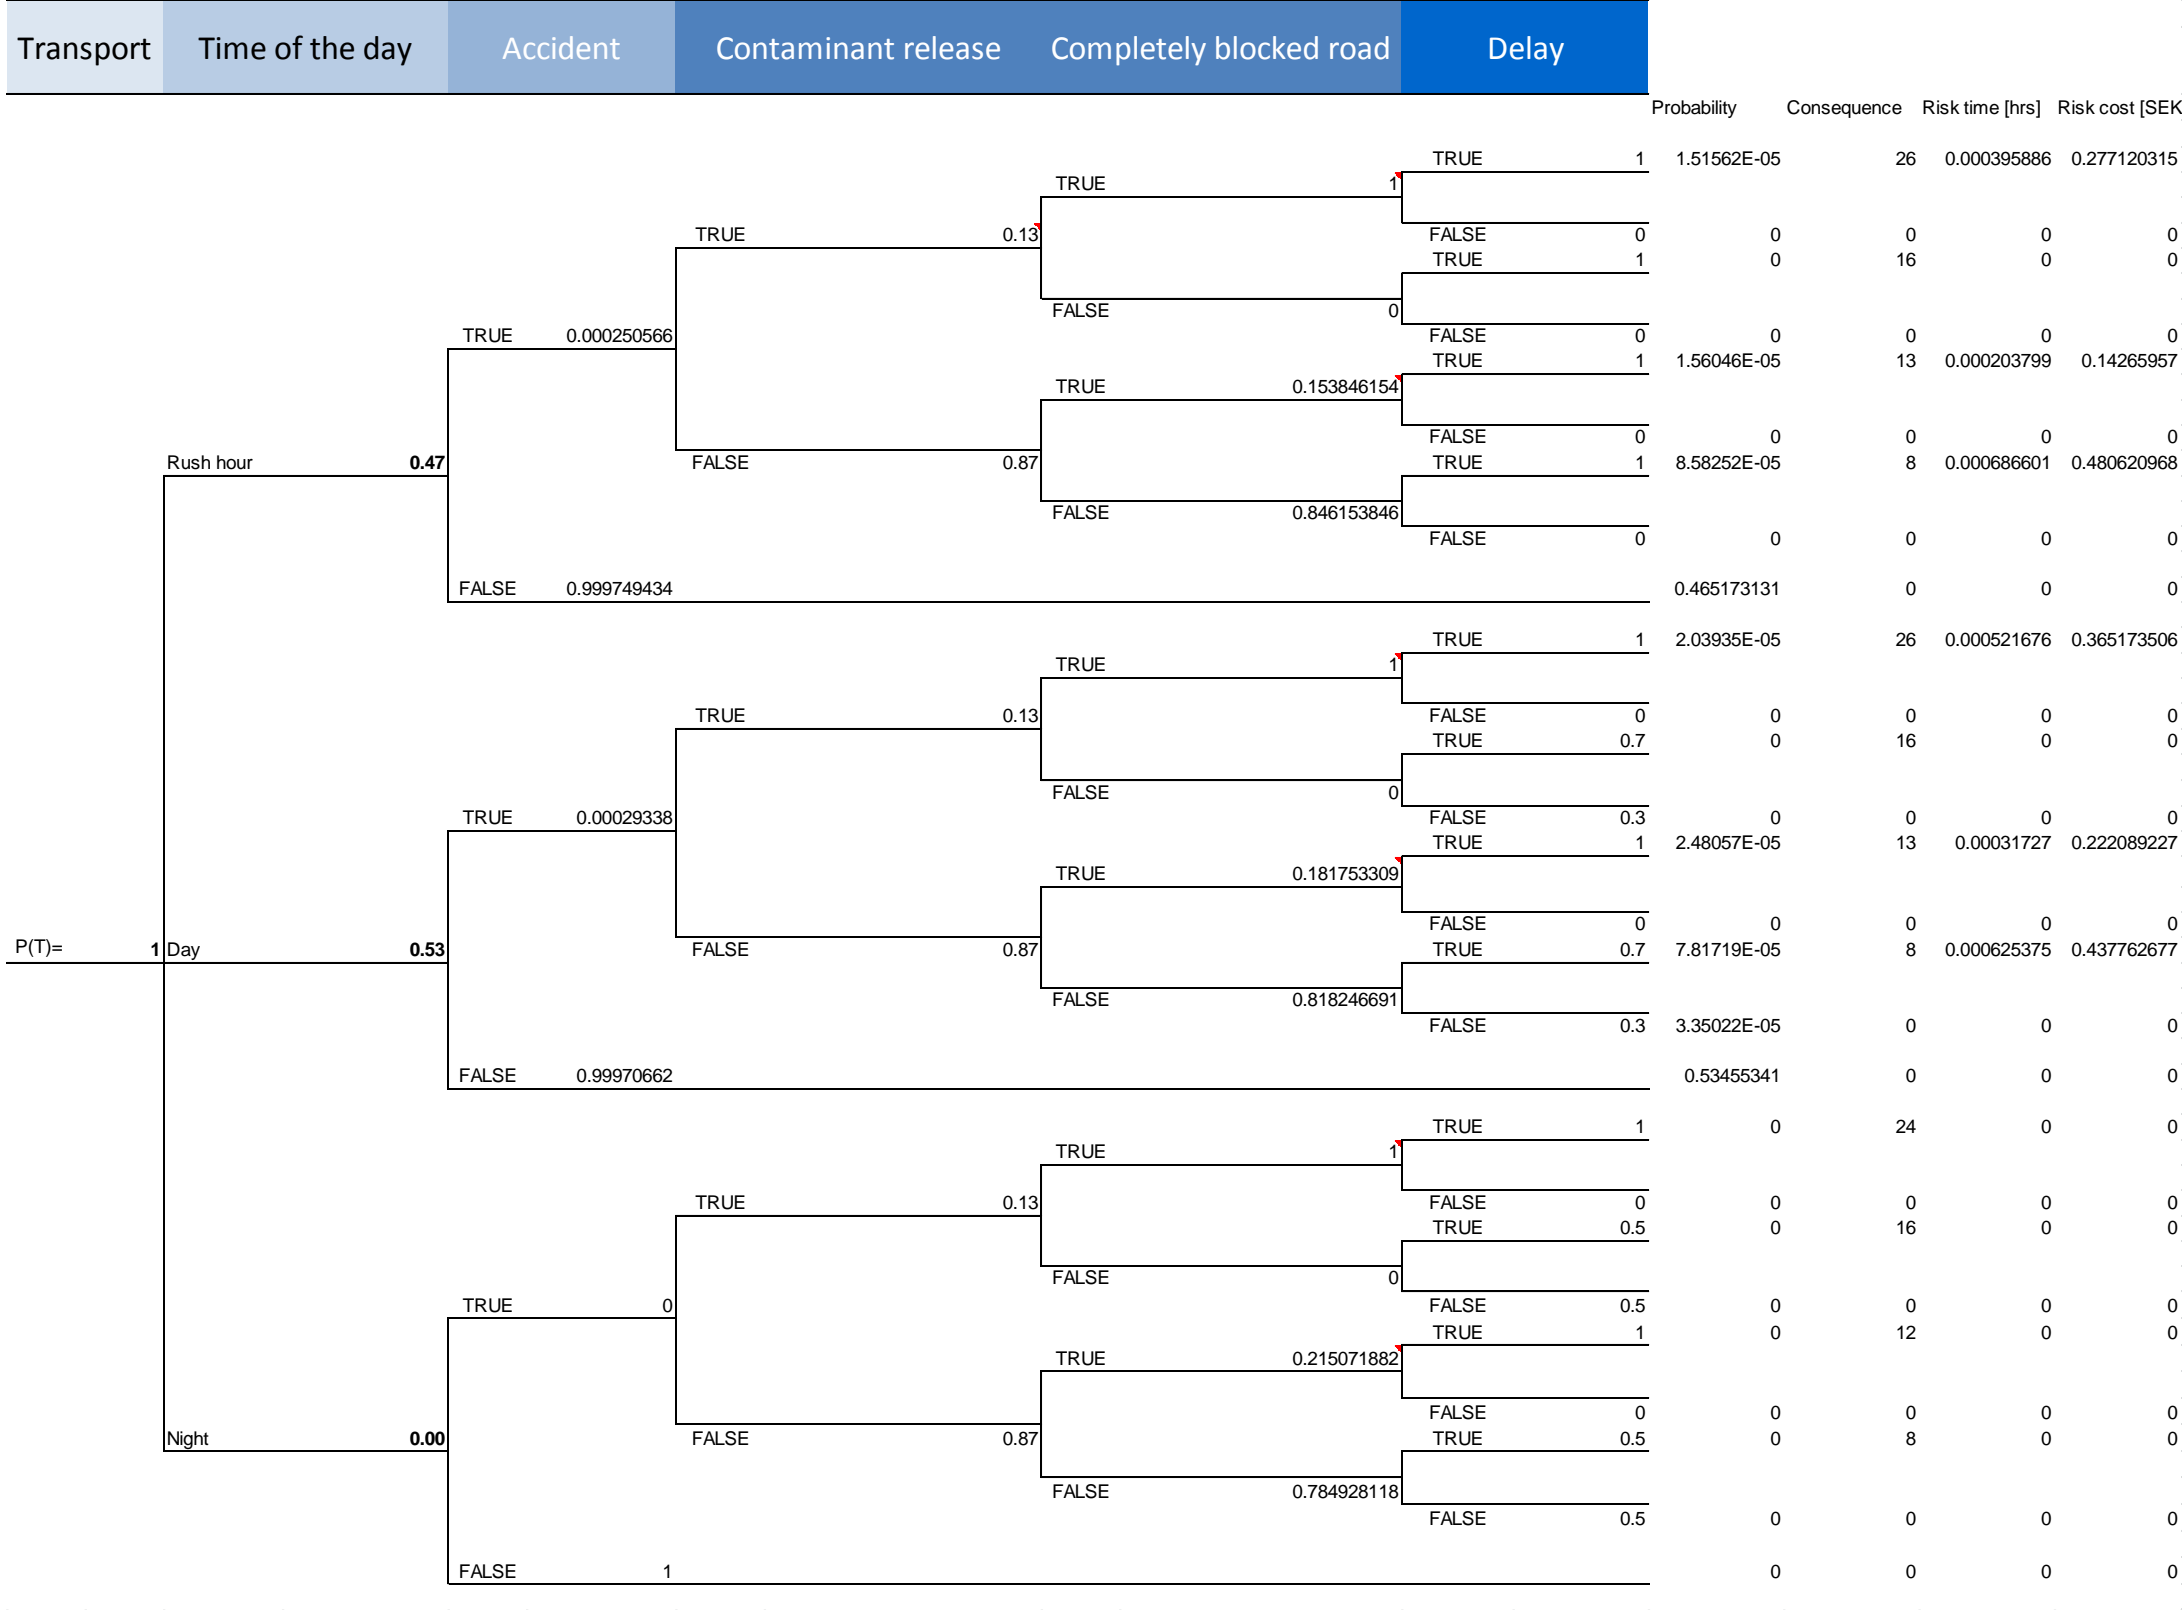 Transport Time of the day Accident Contaminant release Completely blocked road Delay
Probability Consequence Risk time [hrs] Risk cost [SEK
TRUE 1 1.51562E-05 26 0.000395886 0.277120315
TRUE 1
TRUE 0.13 FALSE 0 0 0 0 0
TRUE 1 0 16 0 0
FALSE 0
TRUE 0.000250566 FALSE 0 0 0 0 0
TRUE 1 1.56046E-05 13 0.000203799 0.14265957
TRUE 0.153846154
FALSE 0 0 0 0 0
Rush hour 0.47 FALSE 0.87 TRUE 1 8.58252E-05 8 0.000686601 0.480620968
FALSE 0.846153846
FALSE 0 0 0 0 0
FALSE 0.999749434 0.465173131 0 0 0
TRUE 1 2.03935E-05 26 0.000521676 0.365173506
TRUE 1
TRUE 0.13 FALSE 0 0 0 0 0
TRUE 0.7 0 16 0 0
FALSE 0
TRUE 0.00029338 FALSE 0.3 0 0 0 0
TRUE 1 2.48057E-05 13 0.00031727 0.222089227
TRUE 0.181753309
FALSE 0 0 0 0 0
P(T)= 1 Day 0.53 FALSE 0.87 TRUE 0.7 7.81719E-05 8 0.000625375 0.437762677
FALSE 0.818246691
FALSE 0.3 3.35022E-05 0 0 0
FALSE 0.99970662 0.53455341 0 0 0
TRUE 1 0 24 0 0
TRUE 1
TRUE 0.13 FALSE 0 0 0 0 0
TRUE 0.5 0 16 0 0
FALSE 0
TRUE 0 FALSE 0.5 0 0 0 0
TRUE 1 0 12 0 0
TRUE 0.215071882
FALSE 0 0 0 0 0
Night 0.00 FALSE 0.87 TRUE 0.5 0 8 0 0
FALSE 0.784928118
FALSE 0.5 0 0 0 0
FALSE 1 0 0 0 0